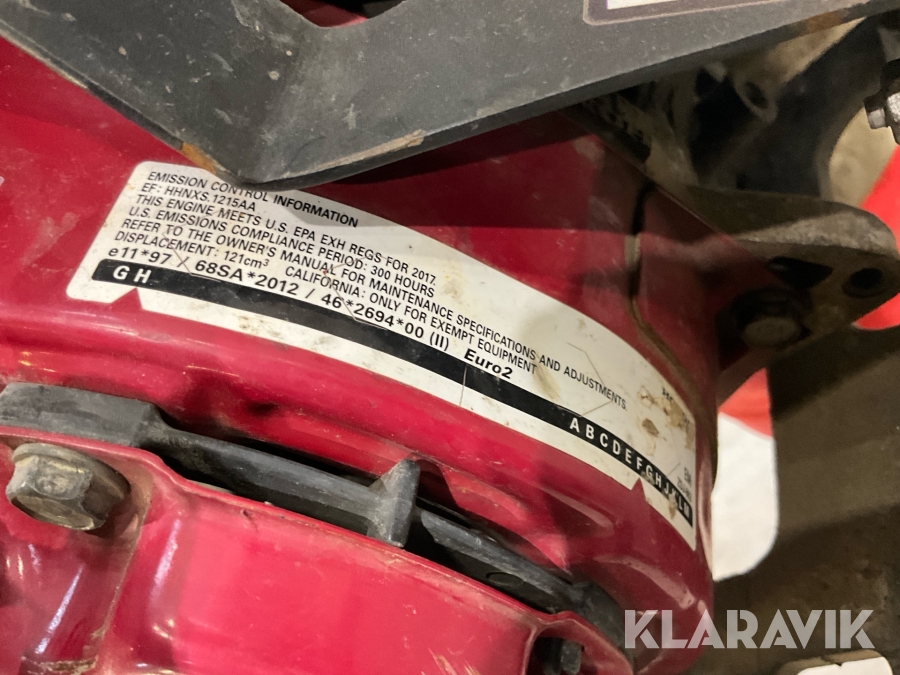 EMISSION CONTROL INFORMATION
EF: HHNXS.1215AA
THIS ENGINE MEETS U.S. EPA EXH REGS FOR 2017
U.S. EMISSIONS COMPLIANCE PERIOD: 300 HOURS
REFER TO THE OWNER'S MANUAL FOR MAINTENANCE SPECIFICATIONS AND ADJUSTMENTS.
DISPLACEMENT: 121cm³ CALIFORNIA: ONLY FOR EXEMPT EQUIPMENT
e11*97 68SA*2012 / 46*2694*00 (II) Euro2
G H
A B C D E F G H J K L M
KLARAVIK